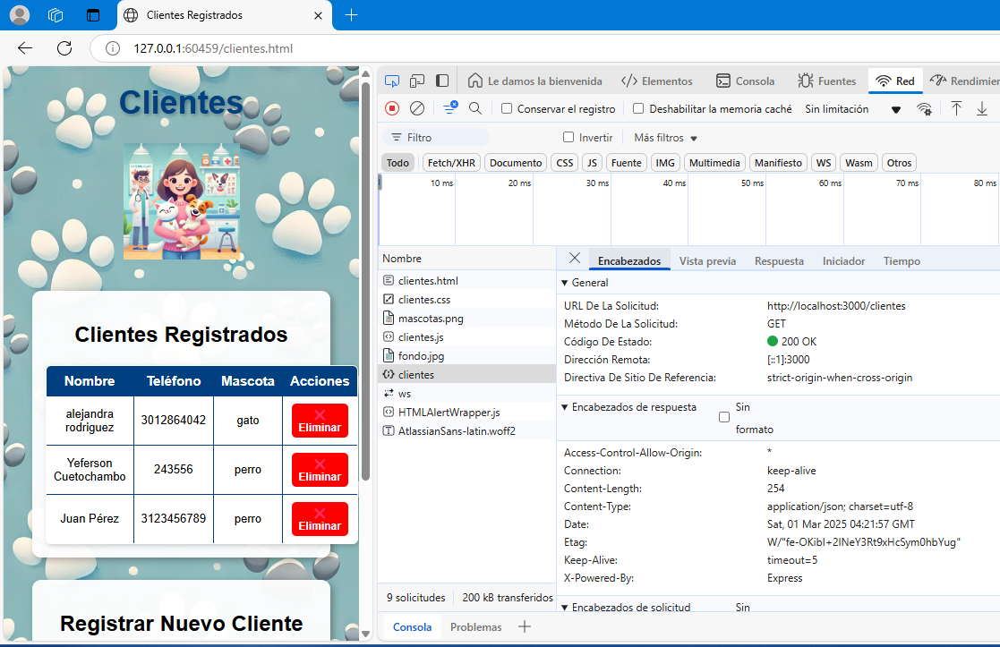 Clientes Registrados
127.0.0.1:60459/clientes.html
Clientes
Clientes Registrados
Nombre Teléfono Mascota Acciones
alejandra rodriguez 3012864042 gato Eliminar
Yeferson Cuetochambo 243556 perro Eliminar
Juan Pérez 3123456789 perro Eliminar
Registrar Nuevo Cliente
Le damos la bienvenida Elementos Consola Fuentes Red Rendimien
Conservar el registro Deshabilitar la memoria caché Sin limitación
Filtro Invertir Más filtros
Todo Fetch/XHR Documento CSS JS Fuente IMG Multimedia Manifiesto WS Wasm Otros
10 ms 20 ms 30 ms 40 ms 50 ms 60 ms 70 ms 80 ms
Nombre
clientes.html
clientes.css
mascotas.png
clientes.js
fondo.jpg
clientes
ws
HTMLAlertWrapper.js
AtlassianSans-latin.woff2
9 solicitudes 200 kB transferidos
Encabezados Vista previa Respuesta Iniciador Tiempo
General
URL De La Solicitud: http://localhost:3000/clientes
Método De La Solicitud: GET
Código De Estado: 200 OK
Dirección Remota: [::1]:3000
Directiva De Sitio De Referencia: strict-origin-when-cross-origin
Encabezados de respuesta Sin formato
Access-Control-Allow-Origin: *
Connection: keep-alive
Content-Length: 254
Content-Type: application/json; charset=utf-8
Date: Sat, 01 Mar 2025 04:21:57 GMT
Etag: W/"fe-OKibI+2INeY3Rt9xHcSym0hbYug"
Keep-Alive: timeout=5
X-Powered-By: Express
Encabezados de solicitud Sin
Consola Problemas